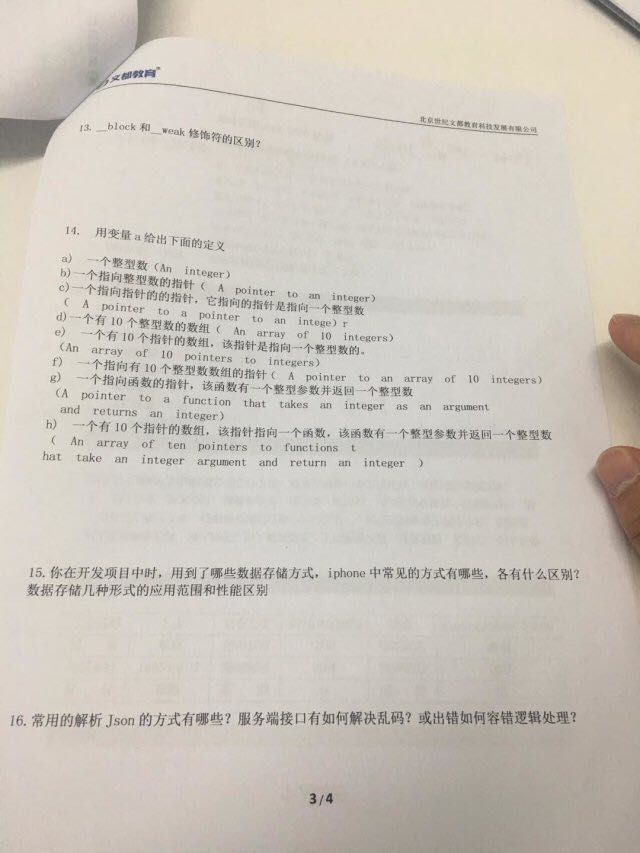 文都教育
北京世纪文都教育科技发展有限公司
13. __block 和__weak 修饰符的区别?
14. 用变量 a 给出下面的定义
a) 一个整型数 (An integer)
b)一个指向整型数的指针 ( A pointer to an integer)
c)一个指向指针的的指针，它指向的指针是指向一个整型数
( A pointer to a pointer to an intege) r
d)一个有 10 个整型数的数组 ( An array of 10 integers)
e) 一个有 10 个指针的数组，该指针是指向一个整型数的。
(An array of 10 pointers to integers)
f) 一个指向有 10 个整型数数组的指针 ( A pointer to an array of 10 integers)
g) 一个指向函数的指针，该函数有一个整型参数并返回一个整型数
(A pointer to a function that takes an integer as an argument
and returns an integer)
h) 一个有 10 个指针的数组，该指针指向一个函数，该函数有一个整型参数并返回一个整型数
( An array of ten pointers to functions t
hat take an integer argument and return an integer )
15. 你在开发项目中时，用到了哪些数据存储方式，iphone 中常见的方式有哪些，各有什么区别?
数据存储几种形式的应用范围和性能区别
16. 常用的解析 Json 的方式有哪些? 服务端接口有如何解决乱码? 或出错如何容错逻辑处理?
3/4